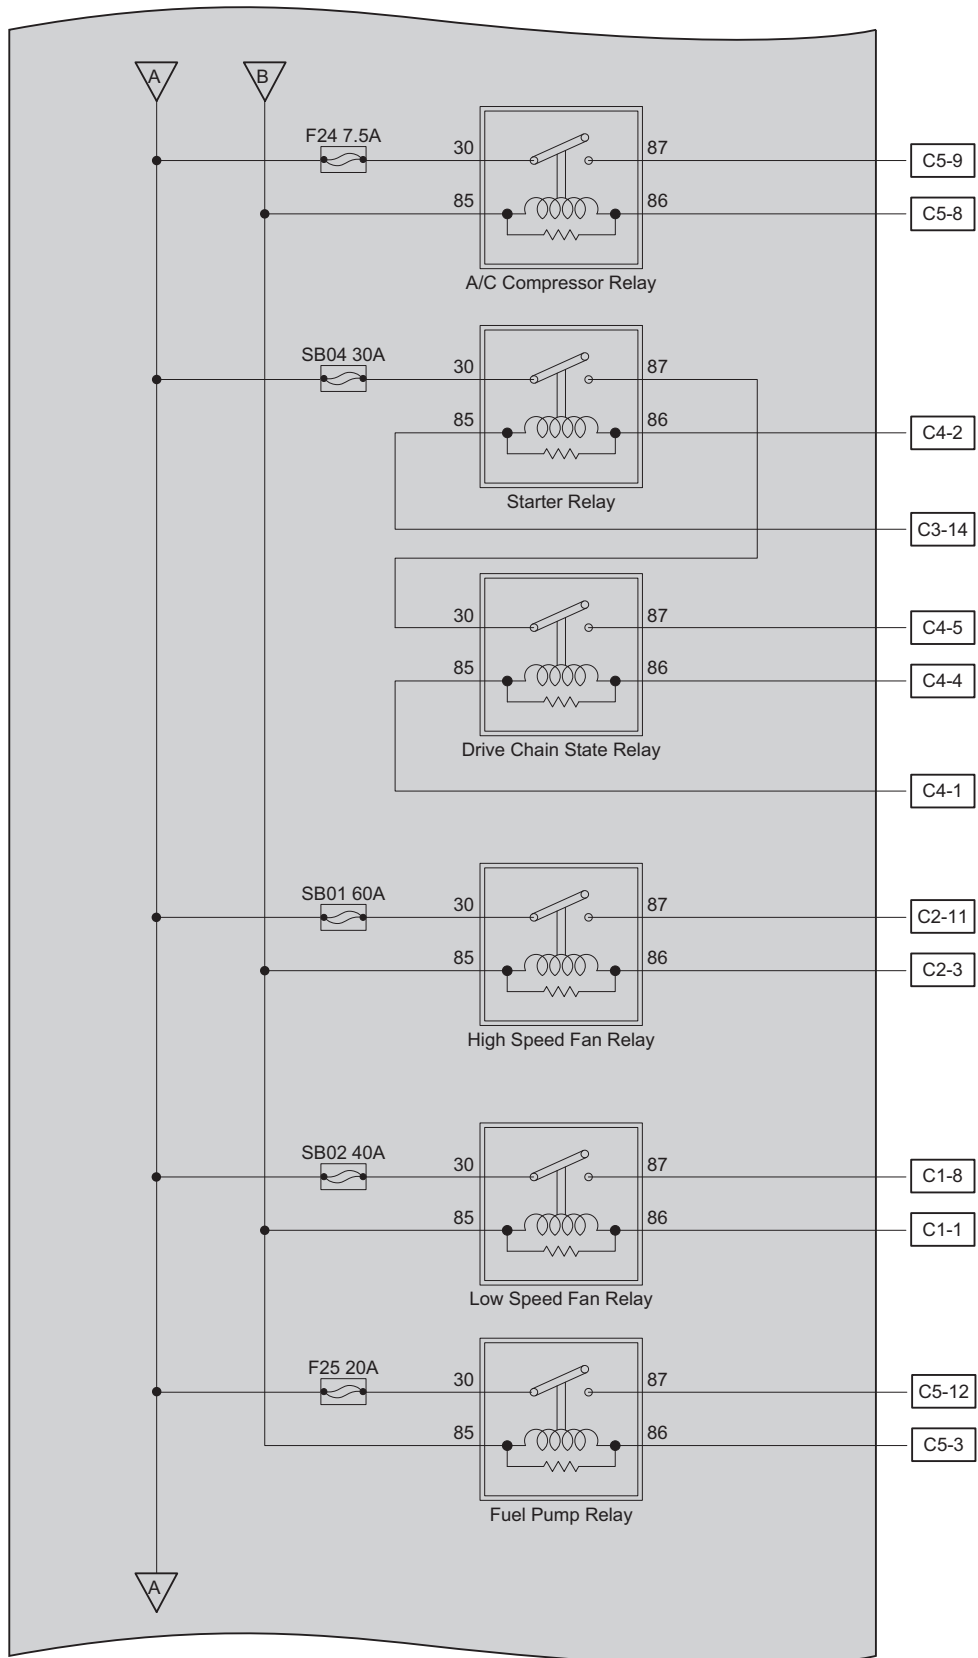 A
B
F24 7.5A
30
87
C5-9
85
86
C5-8
A/C Compressor Relay
SB04 30A
30
87
85
86
C4-2
Starter Relay
C3-14
30
87
C4-5
85
86
C4-4
Drive Chain State Relay
C4-1
SB01 60A
30
87
C2-11
85
86
C2-3
High Speed Fan Relay
SB02 40A
30
87
C1-8
85
86
C1-1
Low Speed Fan Relay
F25 20A
30
87
C5-12
85
86
C5-3
Fuel Pump Relay
A